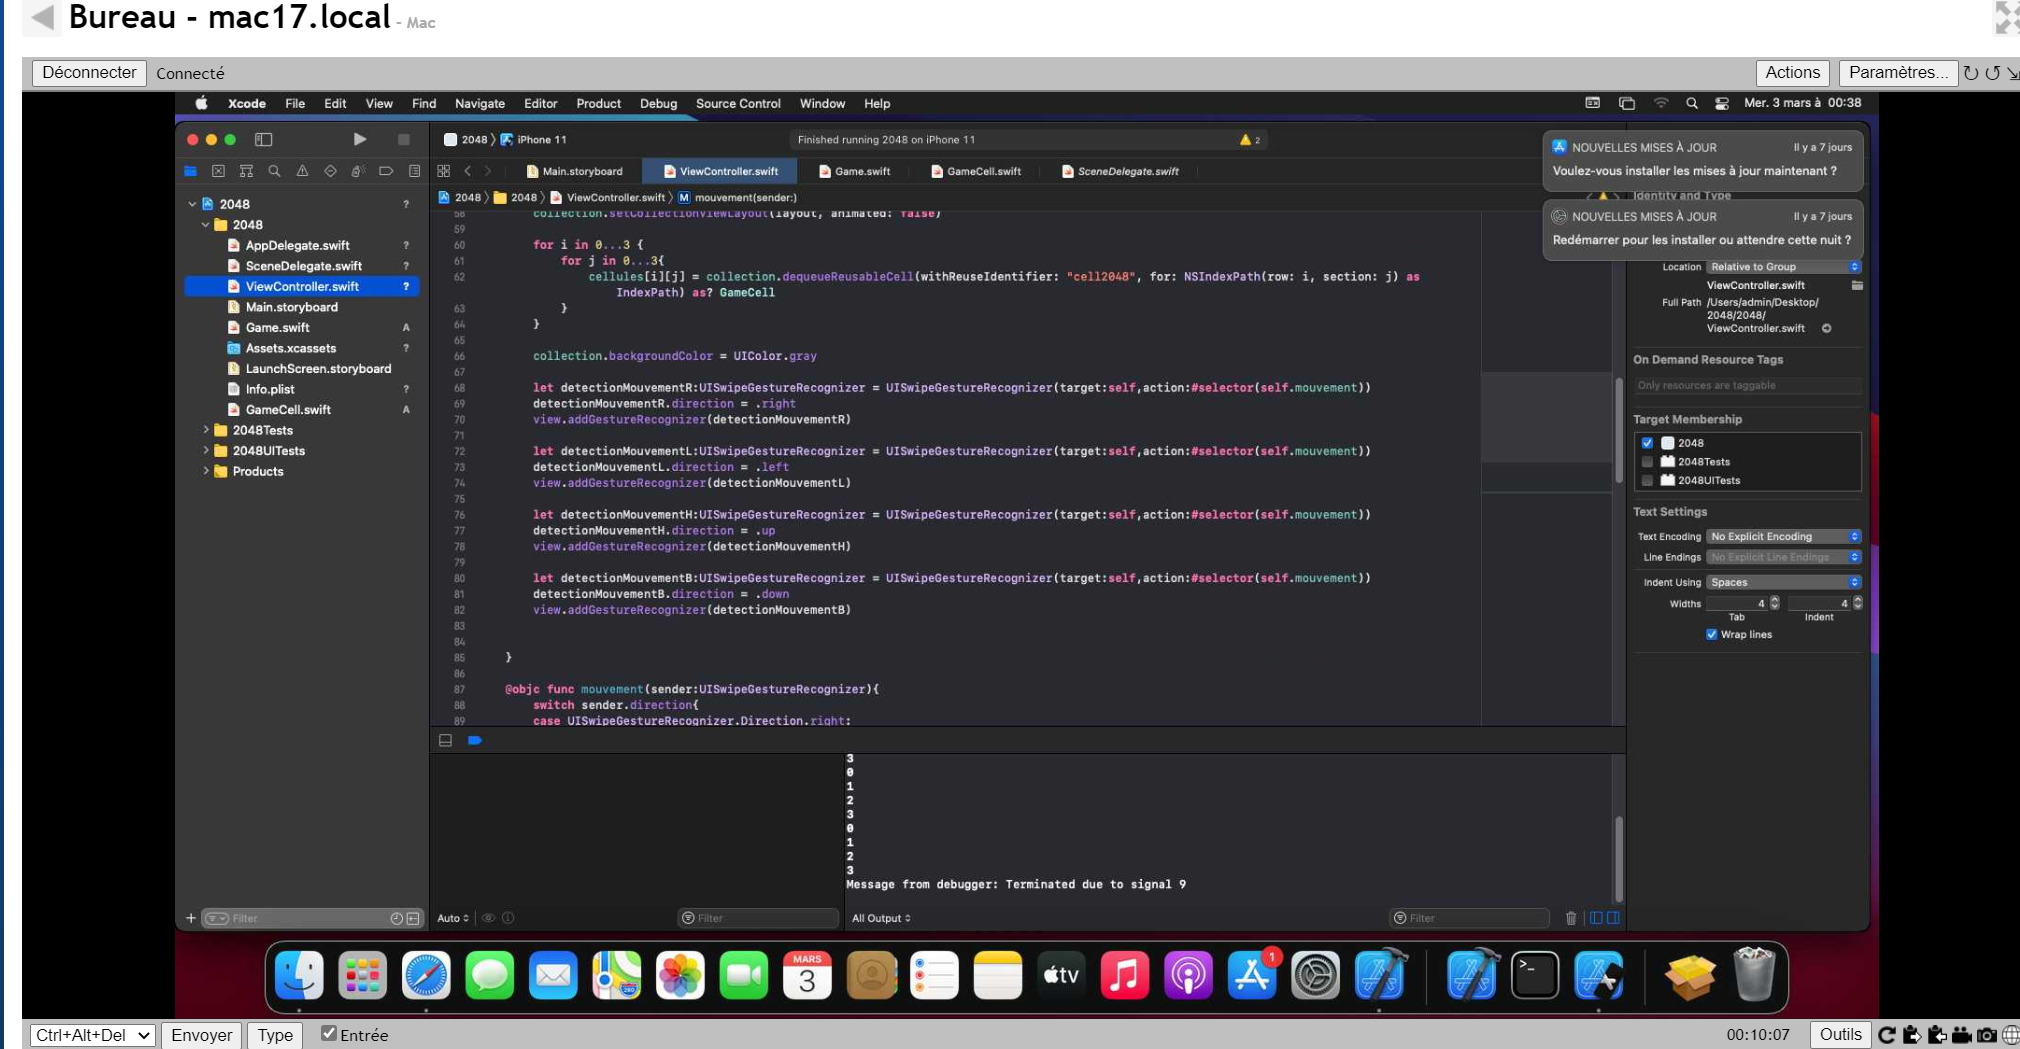 Bureau - mac17.local - Mac
Déconnecter Connecté Actions Paramètres...
Xcode File Edit View Find Navigate Editor Product Debug Source Control Window Help Mer. 3 mars à 00:38
2048 iPhone 11 Finished running 2048 on iPhone 11 2
Main.storyboard ViewController.swift Game.swift GameCell.swift SceneDelegate.swift
2048 2048 ViewController.swift M mouvement(sender:)
NOUVELLES MISES À JOUR Il y a 7 jours
Voulez-vous installer les mises à jour maintenant ?
NOUVELLES MISES À JOUR Il y a 7 jours
Redémarrer pour les installer ou attendre cette nuit ?
2048 ?
2048
AppDelegate.swift ?
SceneDelegate.swift ?
ViewController.swift ?
Main.storyboard
Game.swift A
Assets.xcassets ?
LaunchScreen.storyboard
Info.plist ?
GameCell.swift A
2048Tests
2048UITests
Products
Filter
58 collection.setCollectionViewLayout(layout, animated: false)
59
60 for i in 0...3 {
61 for j in 0...3{
62 cellules[i][j] = collection.dequeueReusableCell(withReuseIdentifier: "cell2048", for: NSIndexPath(row: i, section: j) as
IndexPath) as? GameCell
63 }
64 }
65
66 collection.backgroundColor = UIColor.gray
67
68 let detectionMouvementR:UISwipeGestureRecognizer = UISwipeGestureRecognizer(target:self,action:#selector(self.mouvement))
69 detectionMouvementR.direction = .right
70 view.addGestureRecognizer(detectionMouvementR)
71
72 let detectionMouvementL:UISwipeGestureRecognizer = UISwipeGestureRecognizer(target:self,action:#selector(self.mouvement))
73 detectionMouvementL.direction = .left
74 view.addGestureRecognizer(detectionMouvementL)
75
76 let detectionMouvementH:UISwipeGestureRecognizer = UISwipeGestureRecognizer(target:self,action:#selector(self.mouvement))
77 detectionMouvementH.direction = .up
78 view.addGestureRecognizer(detectionMouvementH)
79
80 let detectionMouvementB:UISwipeGestureRecognizer = UISwipeGestureRecognizer(target:self,action:#selector(self.mouvement))
81 detectionMouvementB.direction = .down
82 view.addGestureRecognizer(detectionMouvementB)
83
84
85 }
86
87 @objc func mouvement(sender:UISwipeGestureRecognizer){
88 switch sender.direction{
89 case UISwipeGestureRecognizer.Direction.right:
3
0
1
2
3
0
1
2
3
Message from debugger: Terminated due to signal 9
Auto Filter All Output Filter
Identity and Type
Location Relative to Group
ViewController.swift
Full Path /Users/admin/Desktop/
2048/2048/
ViewController.swift
On Demand Resource Tags
Only resources are taggable
Target Membership
2048
2048Tests
2048UITests
Text Settings
Text Encoding No Explicit Encoding
Line Endings No Explicit Line Endings
Indent Using Spaces
Widths 4 4
Tab Indent
Wrap lines
MARS
3
tv
1
>_
Ctrl+Alt+Del Envoyer Type Entrée 00:10:07 Outils